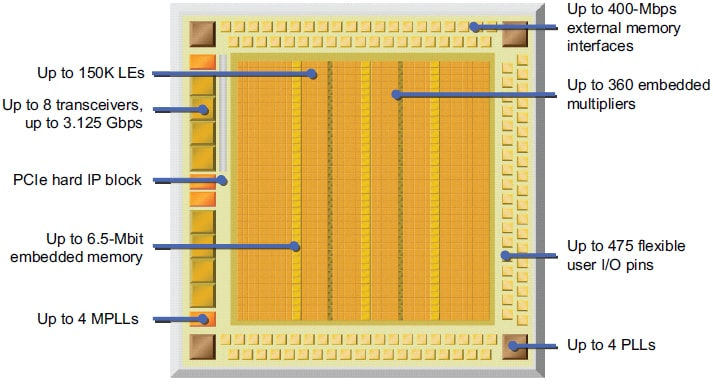 Up to 400-Mbps
external memory
interfaces
Up to 150K LEs
Up to 360 embedded
multipliers
Up to 8 transceivers,
up to 3.125 Gbps
PCIe hard IP block
Up to 6.5-Mbit
embedded memory
Up to 475 flexible
user I/O pins
Up to 4 MPLLs
Up to 4 PLLs